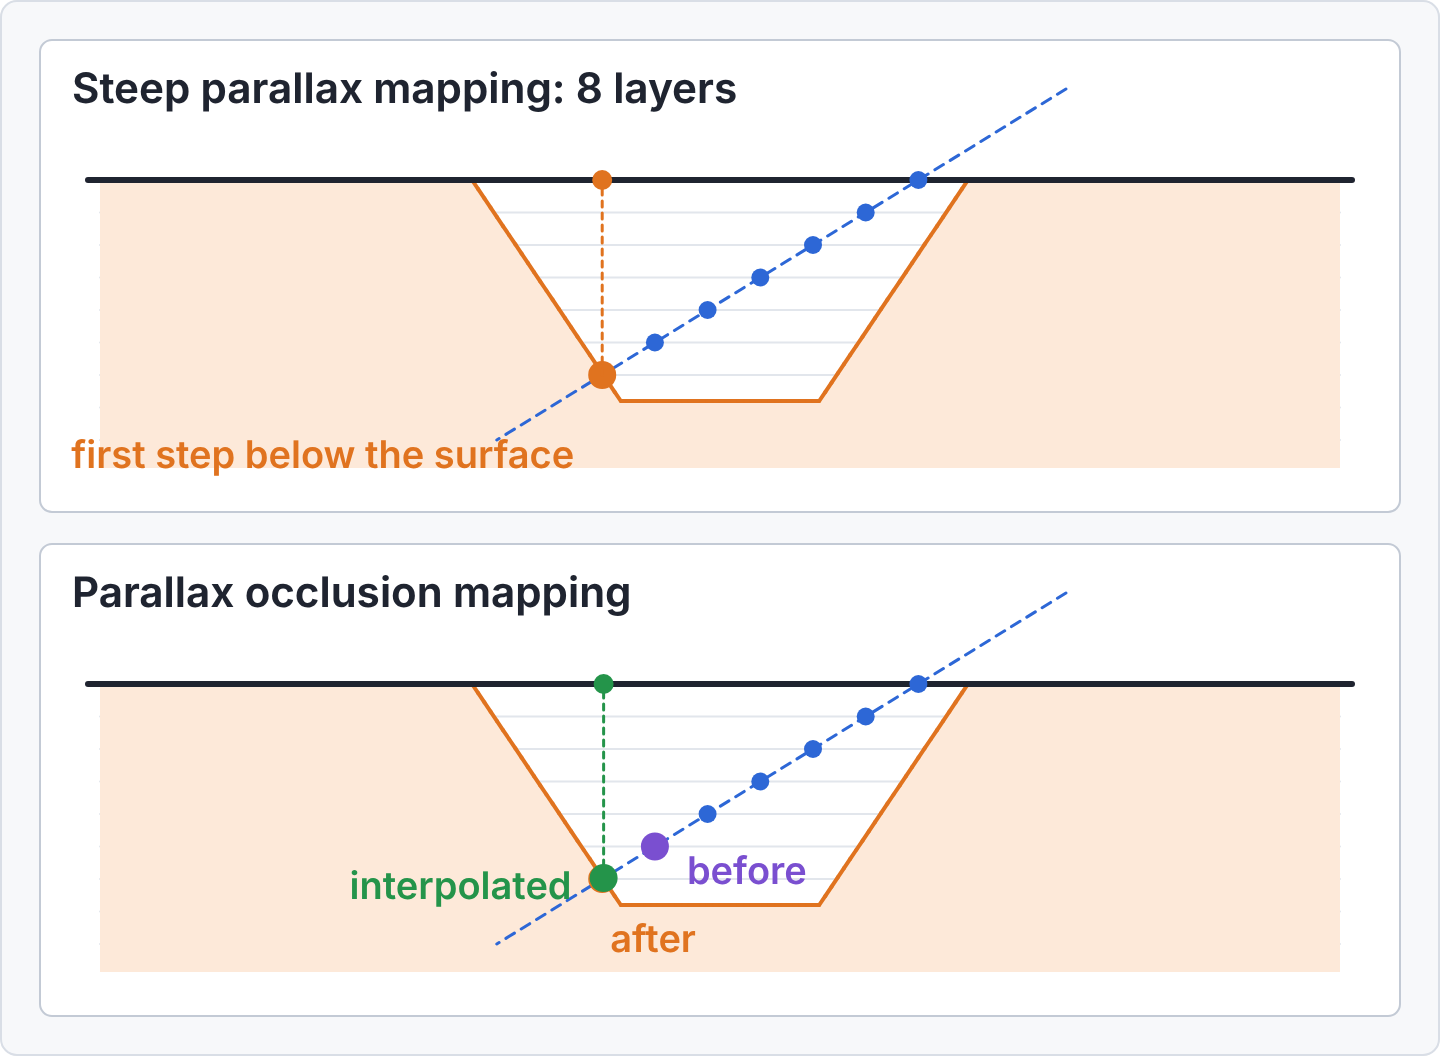 Steep parallax mapping: 8 layers
first step below the surface
Parallax occlusion mapping
before
interpolated
after